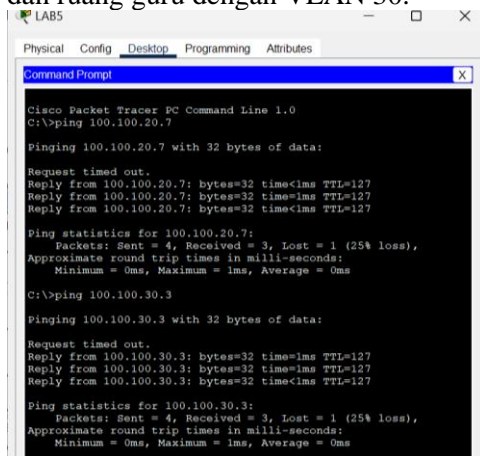 dan ruang guru dengan VLAN 30.
LAB5
Physical Config Desktop Programming Attributes
Command Prompt X
Cisco Packet Tracer PC Command Line 1.0
C:\>ping 100.100.20.7
Pinging 100.100.20.7 with 32 bytes of data:
Request timed out.
Reply from 100.100.20.7: bytes=32 time<1ms TTL=127
Reply from 100.100.20.7: bytes=32 time=1ms TTL=127
Reply from 100.100.20.7: bytes=32 time<1ms TTL=127
Ping statistics for 100.100.20.7:
Packets: Sent = 4, Received = 3, Lost = 1 (25% loss),
Approximate round trip times in milli-seconds:
Minimum = 0ms, Maximum = 1ms, Average = 0ms
C:\>ping 100.100.30.3
Pinging 100.100.30.3 with 32 bytes of data:
Request timed out.
Reply from 100.100.30.3: bytes=32 time=1ms TTL=127
Reply from 100.100.30.3: bytes=32 time=1ms TTL=127
Reply from 100.100.30.3: bytes=32 time<1ms TTL=127
Ping statistics for 100.100.30.3:
Packets: Sent = 4, Received = 3, Lost = 1 (25% loss),
Approximate round trip times in milli-seconds:
Minimum = 0ms, Maximum = 1ms, Average = 0ms